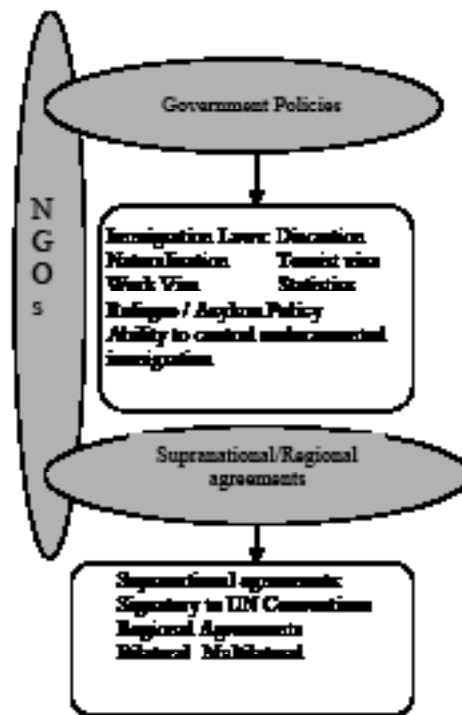 Government Policies
N
G
O
s
Immigration Laws: Discretion
Naturalisation Tourist visa
Work Visa Statistics
Refugee / Asylum Policy
Ability to control undocumented
immigration
Supranational/Regional
agreements
Supranational agreements:
Signatory to UN Conventions
Regional Agreements
Bilateral Multilateral